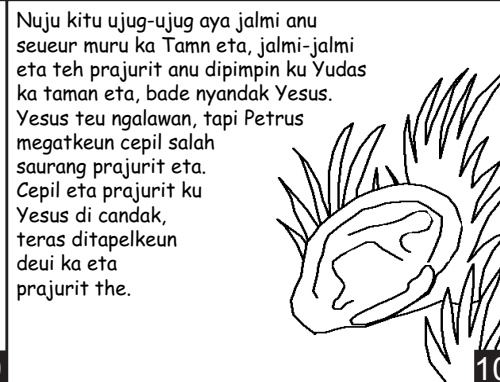 Nuju kitu ujug-ujug aya jalmi anu
seueur muru ka Tamn eta, jalmi-jalmi
eta teh prajurit anu dipimpin ku Yudas
ka taman eta, bade nyandak Yesus.
Yesus teu ngalawan, tapi Petrus
megatkeun cepil salah
saurang prajurit eta.
Cepil eta prajurit ku
Yesus di candak,
teras ditapelkeun
deui ka eta
prajurit the.